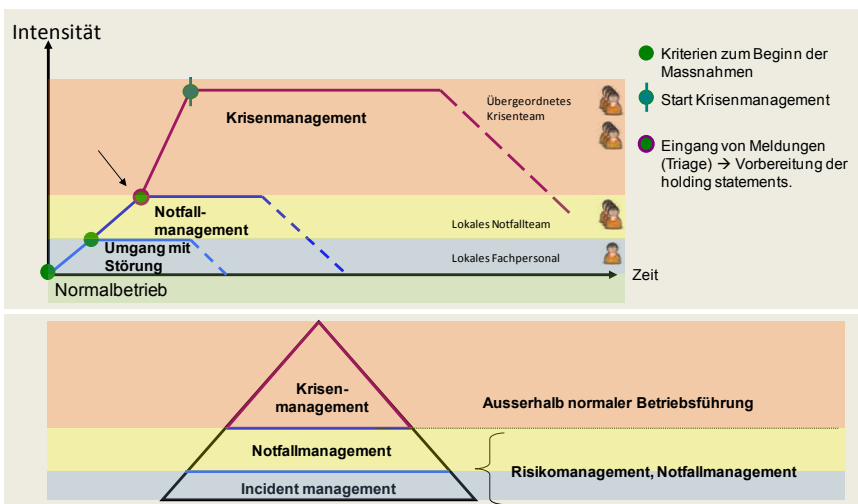 Intensität
Kriterien zum Beginn der
Massnahmen
Start Krisenmanagement
Eingang von Meldungen
(Triage) → Vorbereitung der
holding statements.
Krisenmanagement
Übergeordnetes
Krisenteam
Notfall-
management
Lokales Notfallteam
Umgang mit
Störung
Lokales Fachpersonal
Zeit
Normalbetrieb
Krisen-
management
Ausserhalb normaler Betriebsführung
Notfallmanagement
Risikomanagement, Notfallmanagement
Incident management